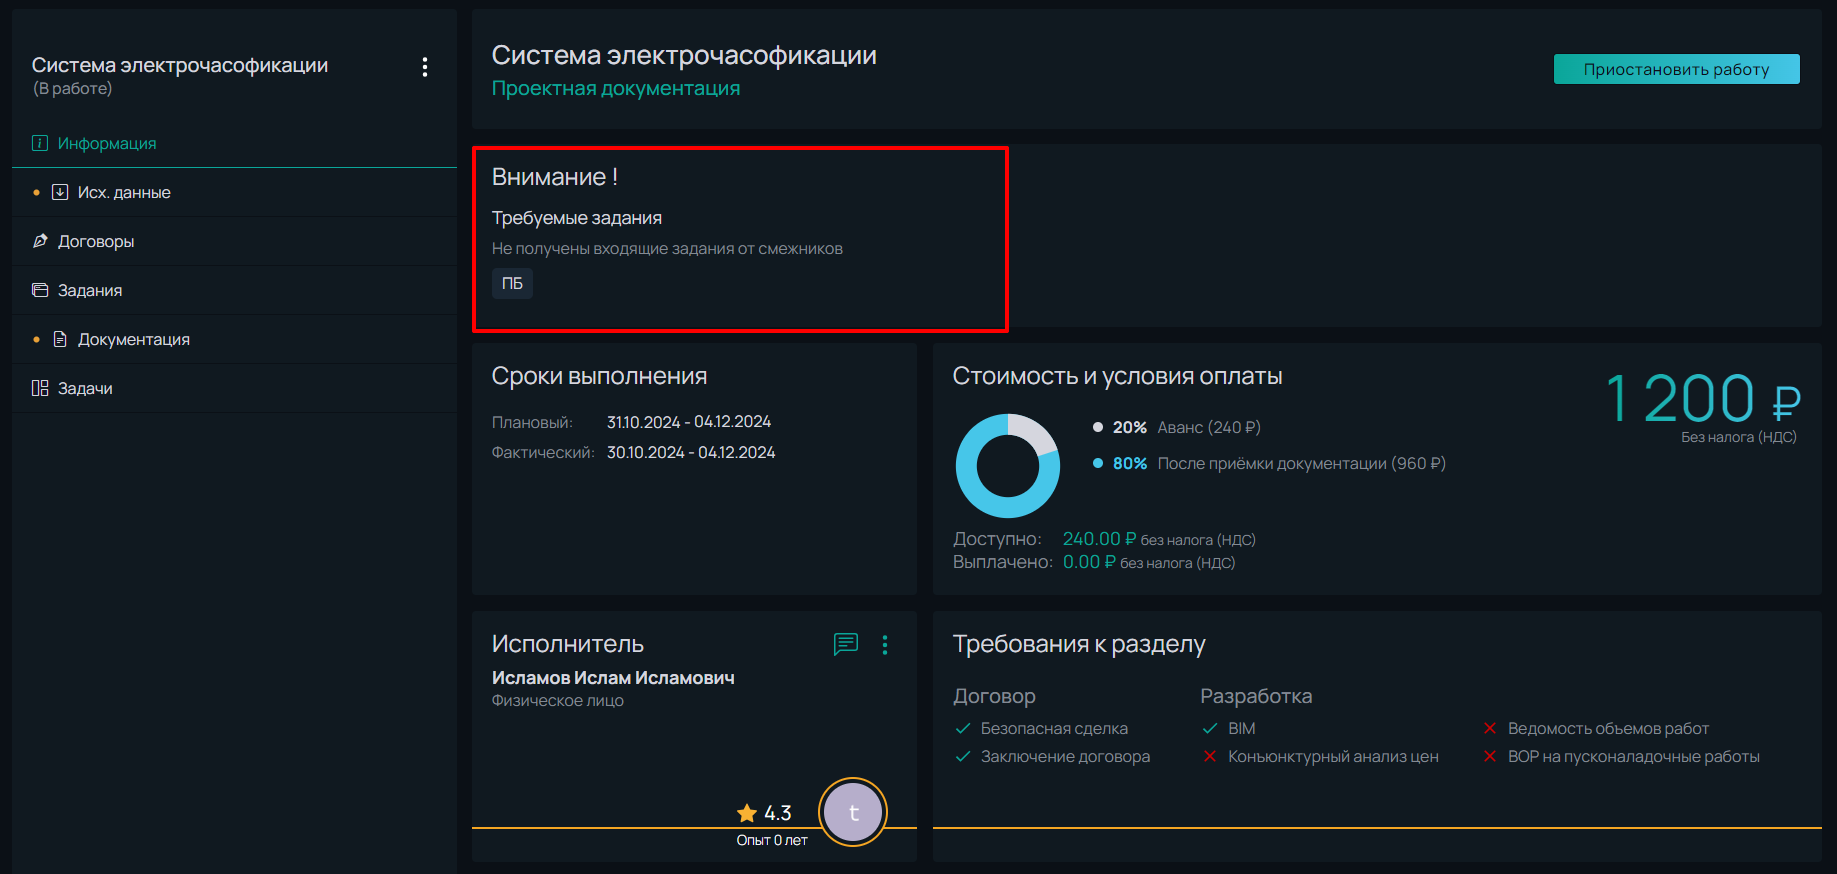 Система электрочасофикации
(В работе)
Информация
Исх. данные
Договоры
Задания
Документация
Задачи
Система электрочасофикации
Проектная документация
Приостановить работу
Внимание !
Требуемые задания
Не получены входящие задания от смежников
ПБ
Сроки выполнения
Плановый: 31.10.2024 - 04.12.2024
Фактический: 30.10.2024 - 04.12.2024
Стоимость и условия оплаты
1 200 ₽
Без налога (НДС)
20% Аванс (240 ₽)
80% После приёмки документации (960 ₽)
Доступно: 240.00 ₽ без налога (НДС)
Выплачено: 0.00 ₽ без налога (НДС)
Исполнитель
Исламов Ислам Исламович
Физическое лицо
4.3
Опыт 0 лет
t
Требования к разделу
Договор
Безопасная сделка
Заключение договора
Разработка
BIM
Конъюнктурный анализ цен
Ведомость объемов работ
ВОР на пусконаладочные работы